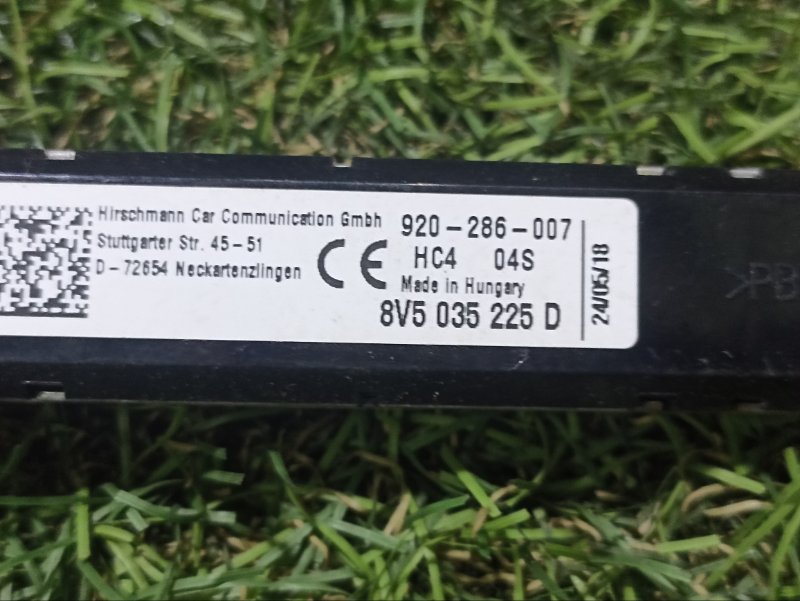 Hirschmann Car Communication Gmbh
Stuttgarter Str. 45-51
D-72654 Neckartenzlingen
CE
920-286-007
HC4 04S
Made in Hungary
8V5 035 225 D
24/05/18
>PB